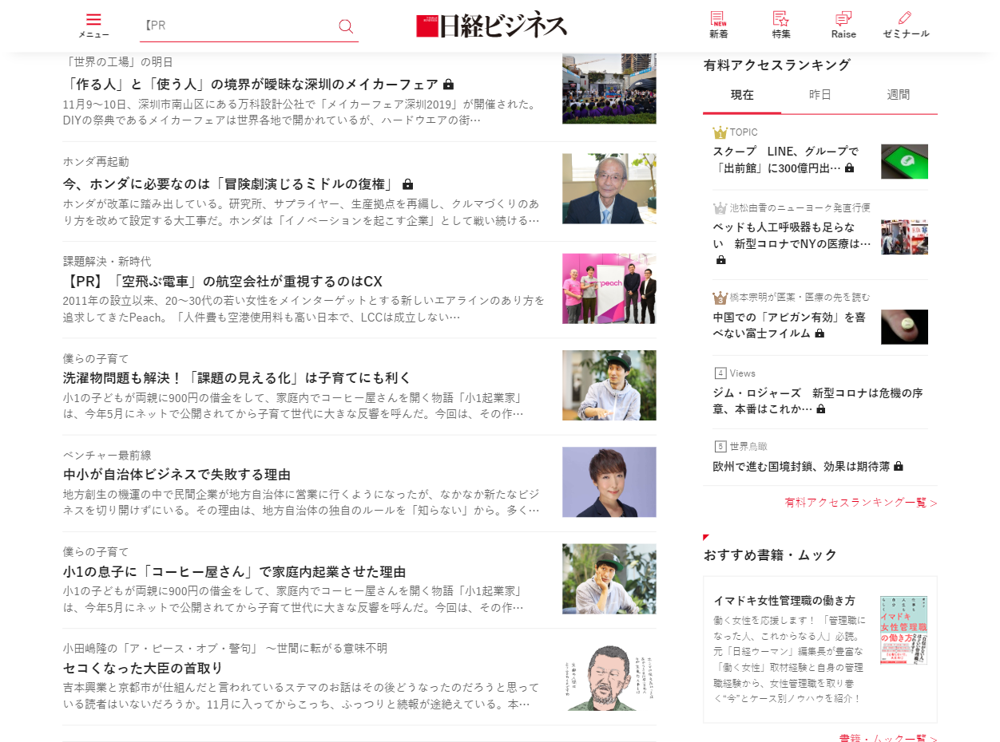 メニュー
【PR
日経ビジネス
新着
特集
Raise
ゼミナール
「世界の工場」の明日
「作る人」と「使う人」の境界が曖昧な深圳のメイカーフェア
11月9～10日、深圳市南山区にある万科設計公社で「メイカーフェア深圳2019」が開催された。
DIYの祭典であるメイカーフェアは世界各地で開かれているが、ハードウエアの街…
ホンダ再起動
今、ホンダに必要なのは「冒険劇演じるミドルの復権」
ホンダが改革に踏み出している。研究所、サプライヤー、生産拠点を再編し、クルマづくりのあ
り方を改めて設定する大工事だ。ホンダは「イノベーションを起こす企業」として戦い続ける…
課題解決・新時代
【PR】「空飛ぶ電車」の航空会社が重視するのはCX
2011年の設立以来、20～30代の若い女性をメインターゲットとする新しいエアラインのあり方を
追求してきたPeach。「人件費も空港使用料も高い日本で、LCCは成立しない…
peach
僕らの子育て
洗濯物問題も解決！「課題の見える化」は子育てにも利く
小1の子どもが両親に900円の借金をして、家庭内でコーヒー屋さんを開く物語「小1起業家」
は、今年5月にネットで公開されてから子育て世代に大きな反響を呼んだ。今回は、その作…
ベンチャー最前線
中小が自治体ビジネスで失敗する理由
地方創生の機運の中で民間企業が地方自治体に営業に行くようになったが、なかなか新たなビジ
ネスを切り開けずにいる。その理由は、地方自治体の独自のルールを「知らない」から。多く…
僕らの子育て
小1の息子に「コーヒー屋さん」で家庭内起業させた理由
小1の子どもが両親に900円の借金をして、家庭内でコーヒー屋さんを開く物語「小1起業家」
は、今年5月にネットで公開されてから子育て世代に大きな反響を呼んだ。今回は、その作…
小田嶋隆の「ア・ピース・オブ・警句」 ～世間に転がる意味不明
セコくなった大臣の首取り
吉本興業と京都市が仕組んだと言われているステマのお話はその後どうなったのだろうと思って
いる読者はいないだろうか。11月に入ってからこっち、ふっつりと続報が途絶えている。本…
有料アクセスランキング
現在
昨日
週間
1 TOPIC
スクープ　LINE、グループで
「出前館」に300億円出…
2 池松由香のニューヨーク発直行便
ベッドも人工呼吸器も足らな
い　新型コロナでNYの医療は…
3 橋本宗明が医薬・医療の先を読む
中国での「アビガン有効」を喜
べない富士フイルム
4 Views
ジム・ロジャーズ　新型コロナは危機の序
章、本番はこれか…
5 世界鳥瞰
欧州で進む国境封鎖、効果は期待薄
有料アクセスランキング一覧 >
おすすめ書籍・ムック
イマドキ女性管理職の働き方
働く女性を応援します！「管理職に
なった人、これからなる人」必読。
元「日経ウーマン」編集長が豊富な
「働く女性」取材経験と自身の管理
職経験から、女性管理職を取り巻
く“今”とケース別ノウハウを紹介！
イマドキ
女性管理職
の働き方
書籍・ムック一覧 >